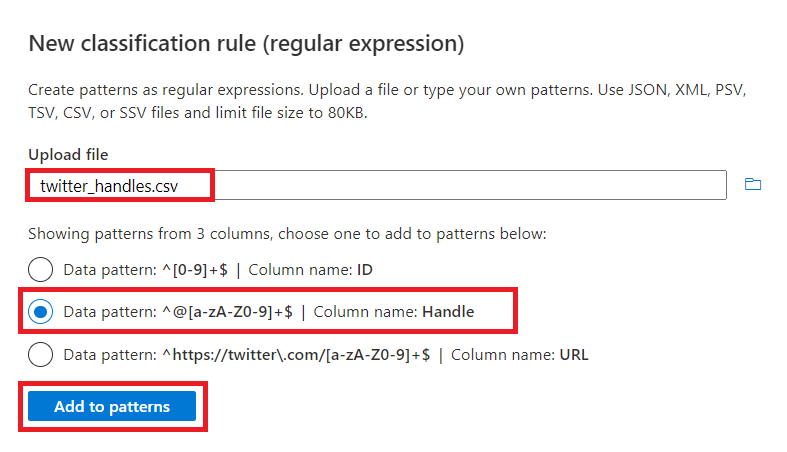 New classification rule (regular expression)
Create patterns as regular expressions. Upload a file or type your own patterns. Use JSON, XML, PSV,
TSV, CSV, or SSV files and limit file size to 80KB.
Upload file
twitter_handles.csv
Showing patterns from 3 columns, choose one to add to patterns below:
Data pattern: ^[0-9]+$ | Column name: ID
Data pattern: ^@[a-zA-Z0-9]+$ | Column name: Handle
Data pattern: ^https://twitter\.com/[a-zA-Z0-9]+$ | Column name: URL
Add to patterns